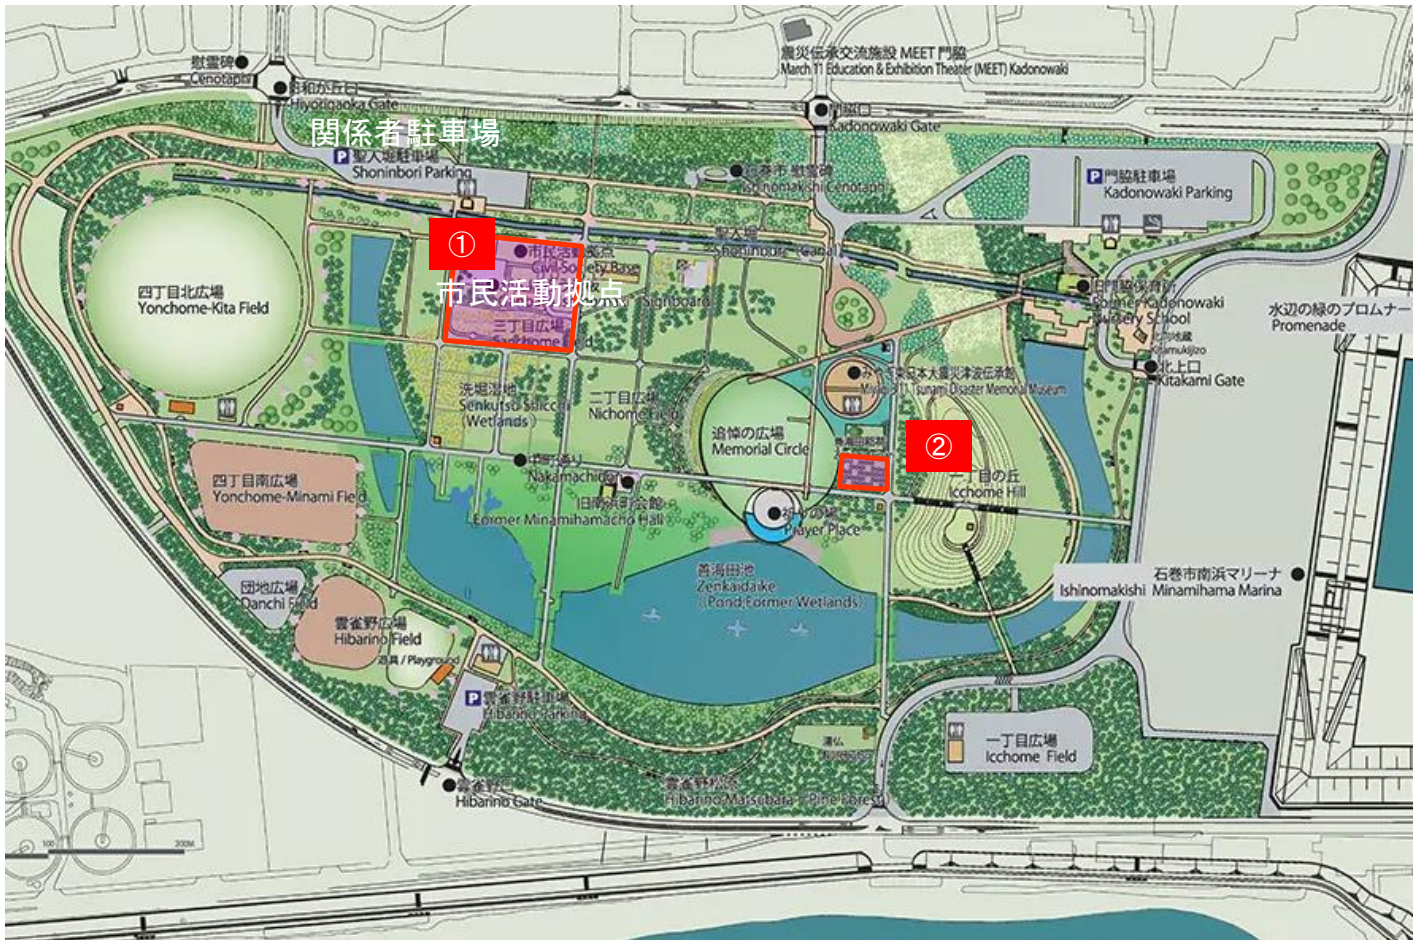 震災伝承交流施設 MEET 門脇
March 11 Education & Exhibition Theater (MEET) Kadonowaki
慰霊碑
Cenotaph
日和が丘口
Hiyorigaoka Gate
門脇口
Kadonowaki Gate
関係者駐車場
P 聖人堀駐車場
Shoninbori Parking
石巻市 慰霊碑
Ishinomakishi Cenotaph
P 門脇駐車場
Kadonowaki Parking
①
市民活動拠点
Civil Society Base
市民活動拠点
Signboard
三丁目広場
Sanchome Field
聖人堀
Shoninbori (Canal)
四丁目北広場
Yonchome-Kita Field
旧門脇保育所
Former Kadonowaki
Nursery School
水辺の緑のプロムナー
Promenade
北上口
Kitakami Gate
みやぎ東日本大震災津波伝承館
Miyagi 3.11 Tsunami Disaster Memorial Museum
洗堀湿地
Senkutsu Shicchi
(Wetlands)
二丁目広場
Nichome Field
追悼の広場
Memorial Circle
善海田稲荷
②
一丁目の丘
Icchome Hill
四丁目南広場
Yonchome-Minami Field
中町通り
Nakamachidori
旧南浜町会館
Former Minamihamacho Hall
祈りの場
Prayer Place
善海田池
Zenkaidaike
(Pond, Former Wetlands)
石巻市南浜マリーナ
Ishinomakishi Minamihama Marina
団地広場
Danchi Field
雲雀野広場
Hibarino Field
遊具 / Playground
P 雲雀野駐車場
Hibarino Parking
一丁目広場
Icchome Field
雲雀野口
Hibarino Gate
雲雀野松原
Hibarino Matsubara (Pine Forest)
100
200M